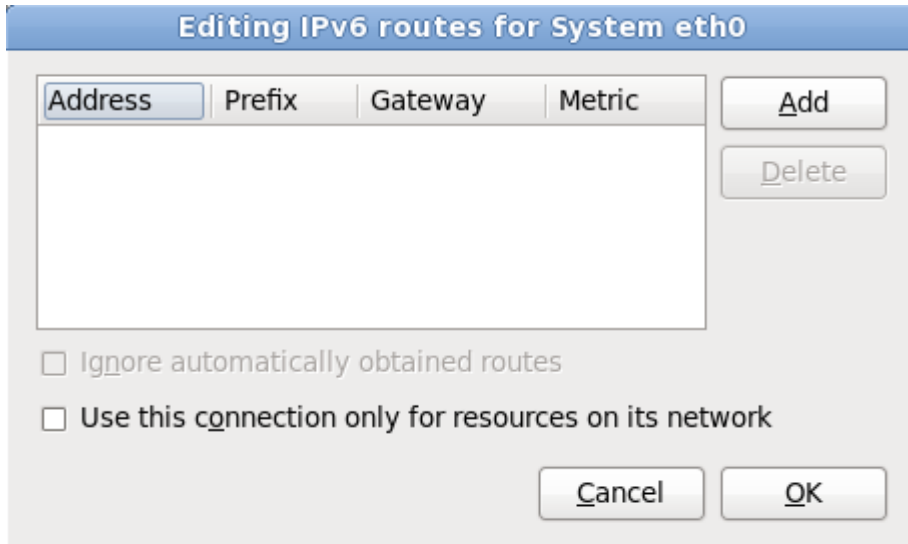 Editing IPv6 routes for System eth0
Address Prefix Gateway Metric
Add
Delete
Ignore automatically obtained routes
Use this connection only for resources on its network
Cancel OK